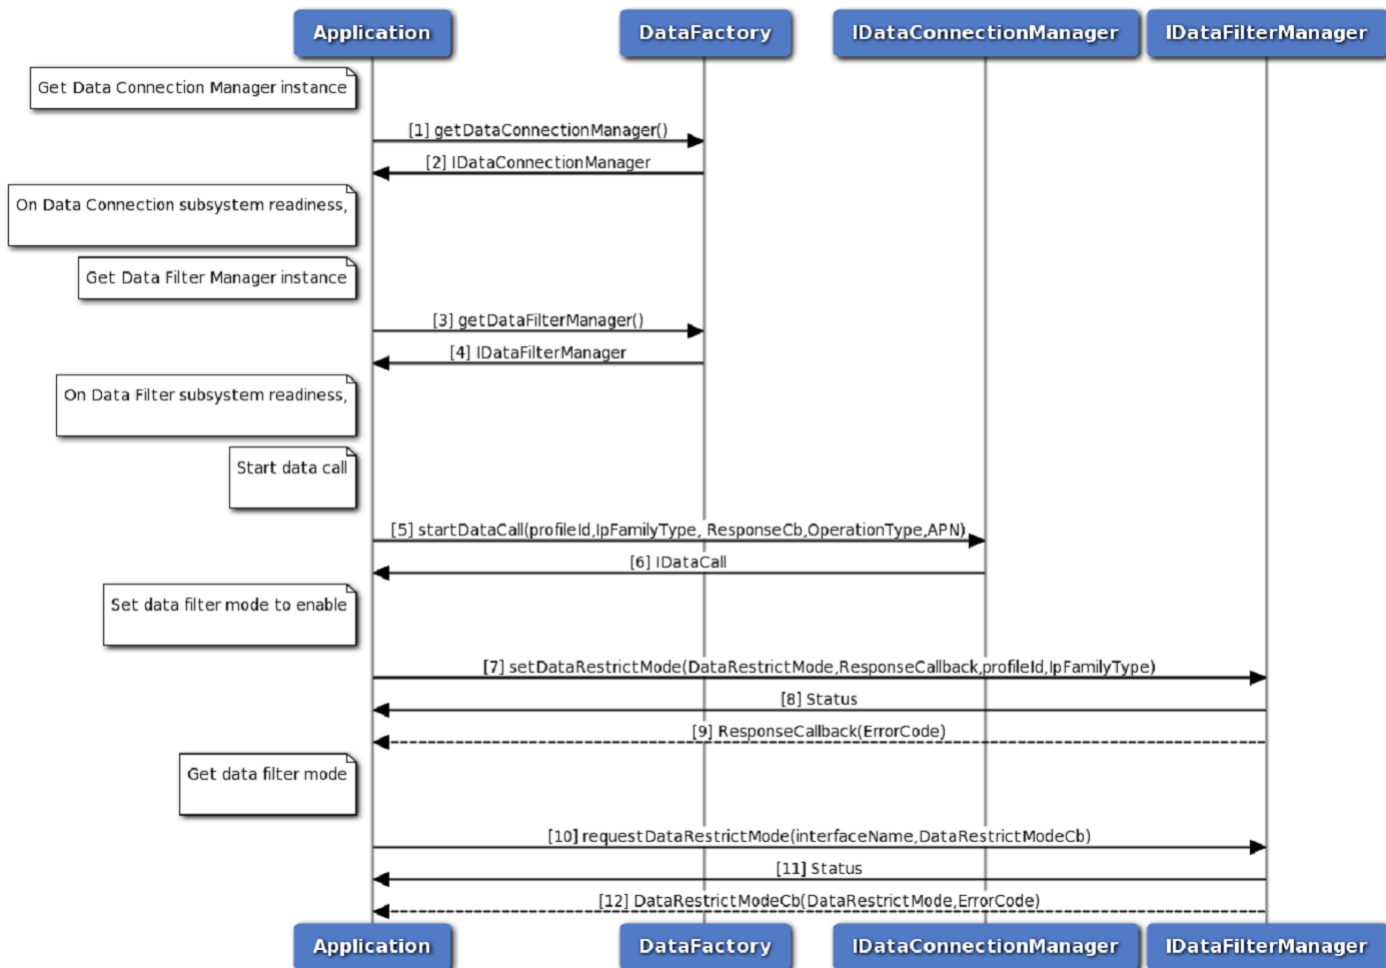 Application
DataFactory
IDataConnectionManager
IDataFilterManager
Get Data Connection Manager instance
[1] getDataConnectionManager()
[2] IDataConnectionManager
On Data Connection subsystem readiness,
Get Data Filter Manager instance
[3] getDataFilterManager()
[4] IDataFilterManager
On Data Filter subsystem readiness,
Start data call
[5] startDataCall(profileId,IpFamilyType, ResponseCb,OperationType,APN)
[6] IDataCall
Set data filter mode to enable
[7] setDataRestrictMode(DataRestrictMode,ResponseCallback,profileId,IpFamilyType)
[8] Status
[9] ResponseCallback(ErrorCode)
Get data filter mode
[10] requestDataRestrictMode(interfaceName,DataRestrictModeCb)
[11] Status
[12] DataRestrictModeCb(DataRestrictMode,ErrorCode)
Application
DataFactory
IDataConnectionManager
IDataFilterManager